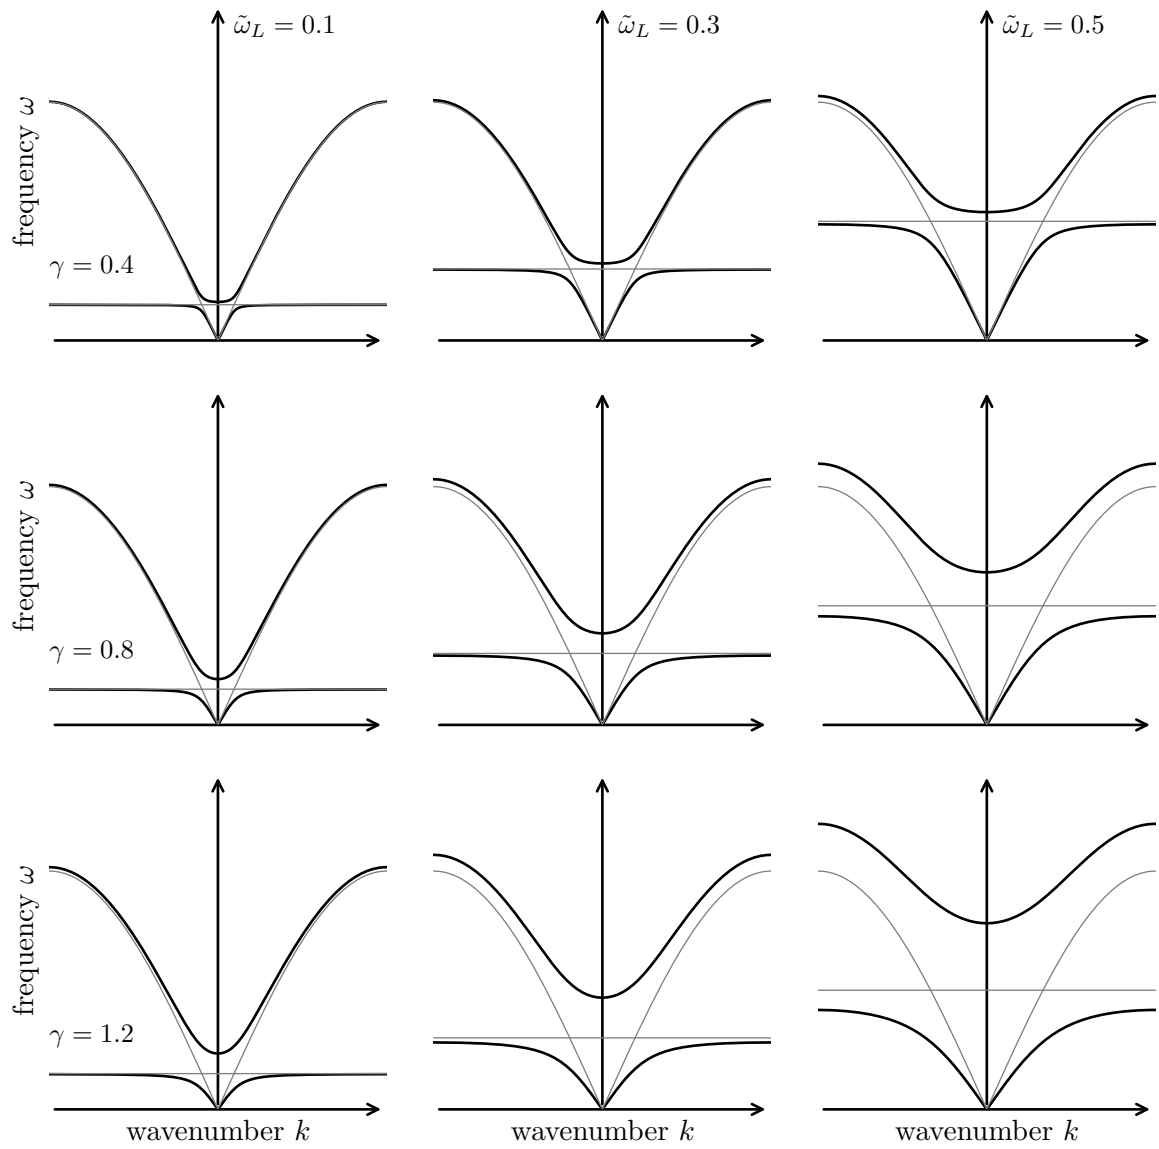 ω̃_L = 0.1
ω̃_L = 0.3
ω̃_L = 0.5
frequency ω
γ = 0.4
frequency ω
γ = 0.8
frequency ω
γ = 1.2
wavenumber k
wavenumber k
wavenumber k